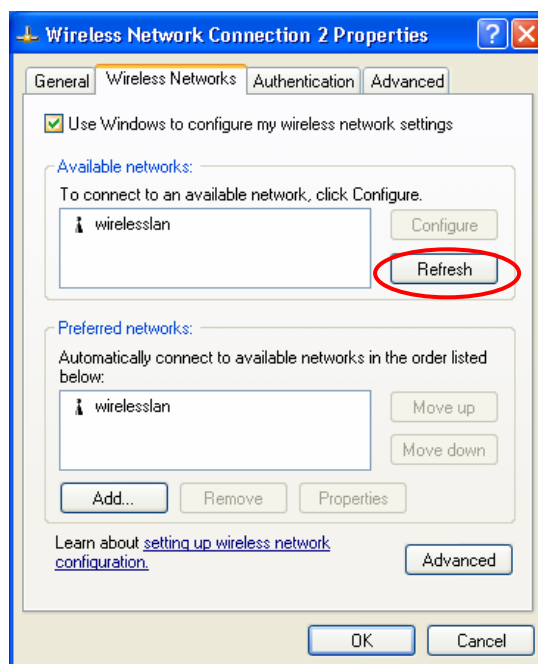 Wireless Network Connection 2 Properties ?
General Wireless Networks Authentication Advanced
Use Windows to configure my wireless network settings
Available networks:
To connect to an available network, click Configure.
wirelesslan
Configure
Refresh
Preferred networks:
Automatically connect to available networks in the order listed
below:
wirelesslan
Move up
Move down
Add... Remove Properties
Learn about setting up wireless network
configuration.
Advanced
OK Cancel